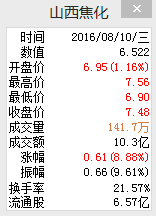 山西焦化
时间 2016/08/10/三
数值 6.522
开盘价 6.95(1.16%)
最高价 7.56
最低价 6.90
收盘价 7.48
成交量 141.7万
成交额 10.3亿
涨幅 0.61(8.88%)
振幅 0.66(9.61%)
换手率 21.57%
流通股 6.57亿